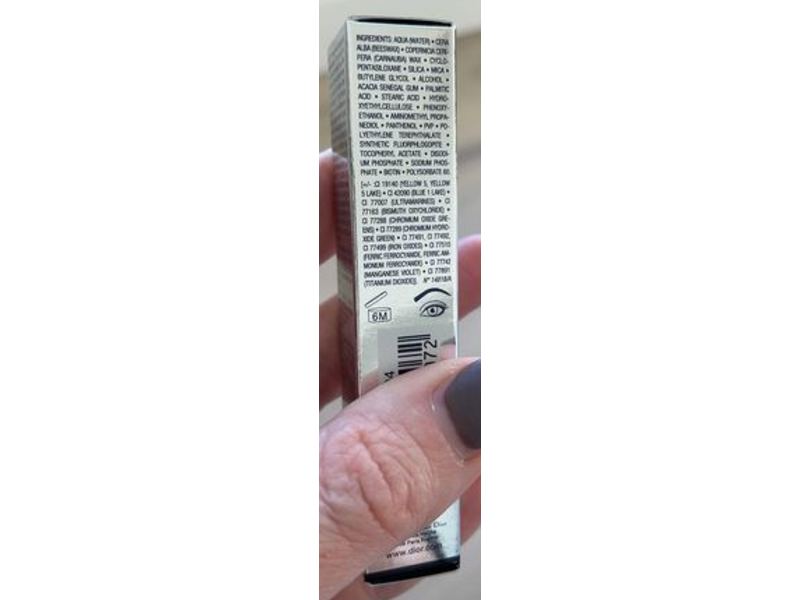 INGREDIENTS: AQUA (WATER) • CERA
ALBA (BEESWAX) • COPERNICIA CERI-
FERA (CARNAUBA) WAX • CYCLO-
PENTASILOXANE • SILICA • MICA •
BUTYLENE GLYCOL • ALCOHOL •
ACACIA SENEGAL GUM • PALMITIC
ACID • STEARIC ACID • HYDRO-
XYETHYLCELLULOSE • PHENOXY-
ETHANOL • AMINOMETHYL PROPA-
NEDIOL • PANTHENOL • PVP • PO-
LYETHYLENE TEREPHTHALATE •
SYNTHETIC FLUORPHLOGOPITE •
TOCOPHERYL ACETATE • DISODI-
UM PHOSPHATE • SODIUM PHOS-
PHATE • BIOTIN • POLYSORBATE 60.
[+/- :CI 19140 (YELLOW 5, YELLOW
5 LAKE) • CI 42090 (BLUE 1 LAKE) •
CI 77007 (ULTRAMARINES) • CI
77163 (BISMUTH OXYCHLORIDE) •
CI 77288 (CHROMIUM OXIDE GRE-
ENS) • CI 77289 (CHROMIUM HYDRO-
XIDE GREEN) • CI 77491, CI 77492,
CI 77499 (IRON OXIDES) • CI 77510
(FERRIC FERROCYANIDE, FERRIC AM-
MONIUM FERROCYANIDE) • CI 77742
(MANGANESE VIOLET) • CI 77891
(TITANIUM DIOXIDE)]. N° 14018/A
6M
72
Dior
www.dior.com